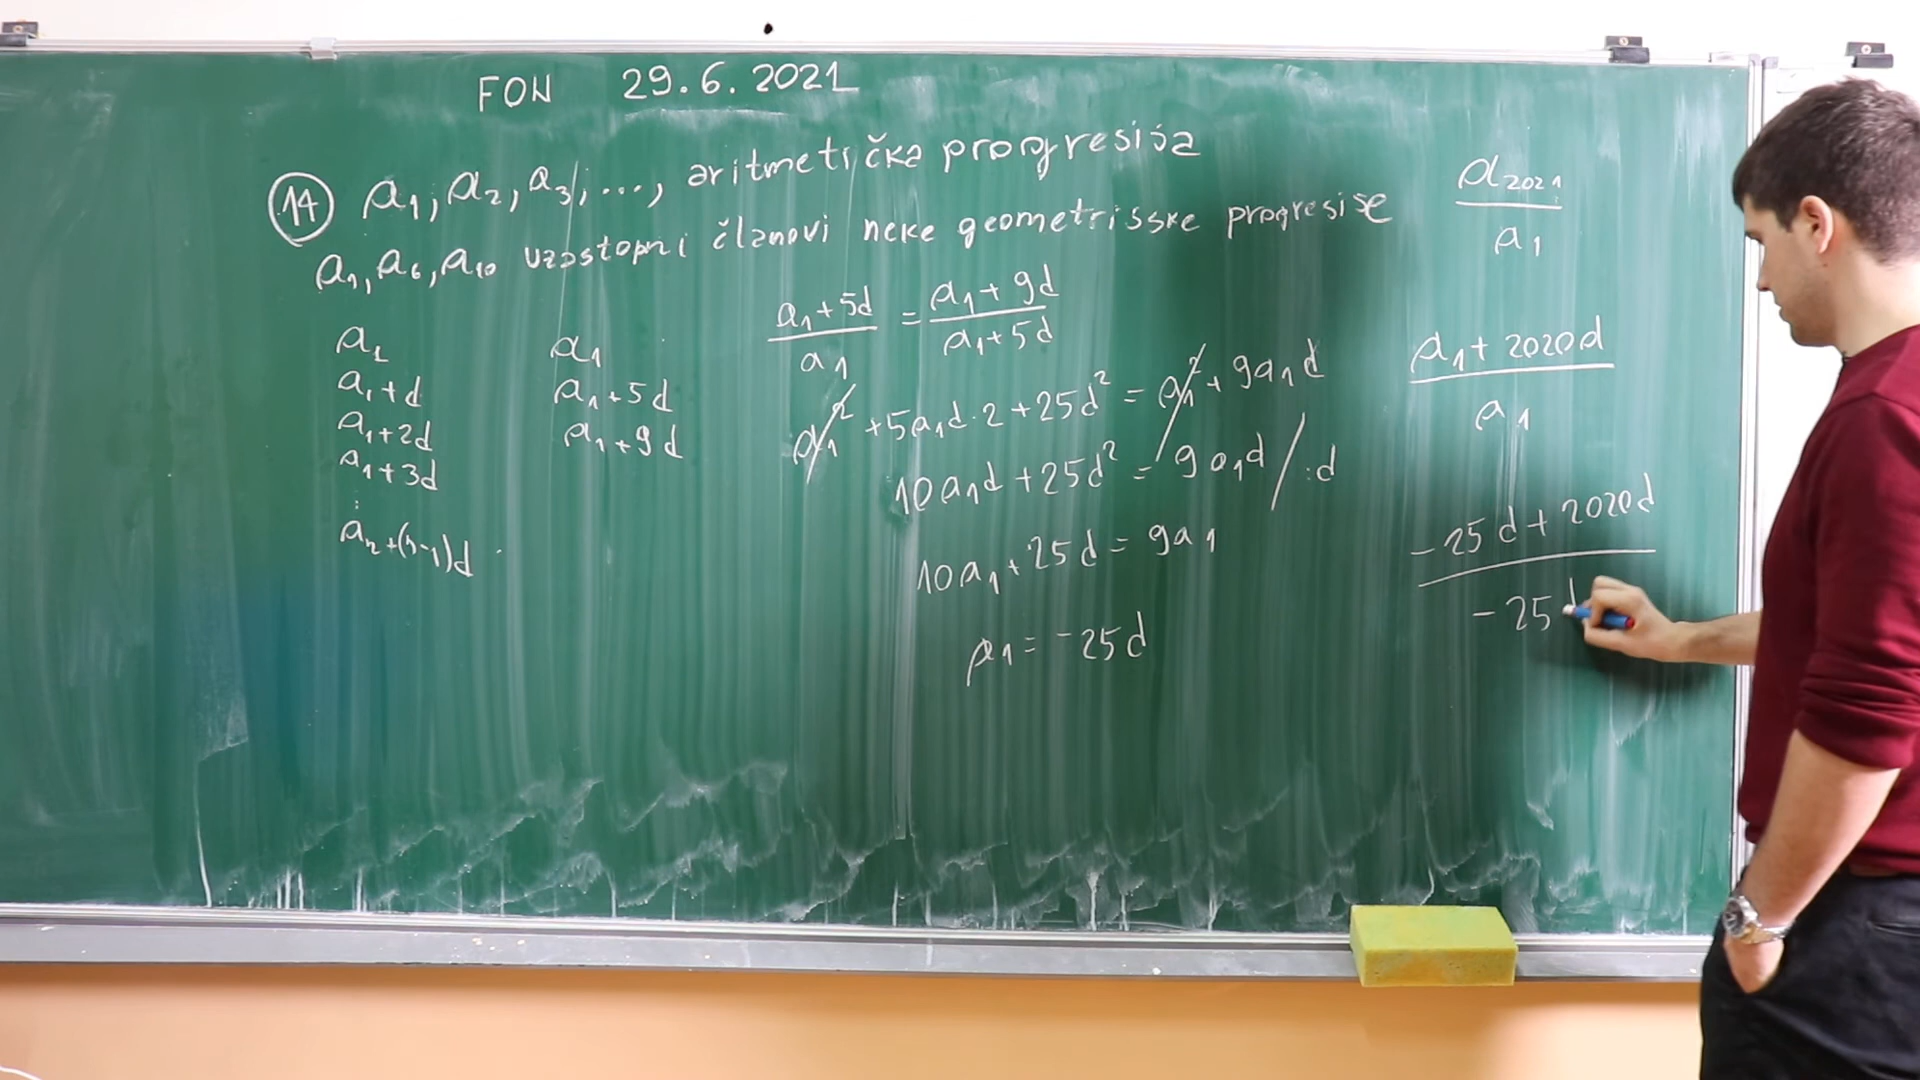 FON 29.6.2021
14 a₁, a₂, a₃, ..., aritmetička progresija
a₁, a₆, a₁₀ uzastopni članovi neke geometrijske progresije
a₁
a₁+d
a₁+2d
a₁+3d
⋮
aₙ+(n-1)d
a₁
a₁+5d
a₁+9d
(a₁+5d)/a₁ = (a₁+9d)/(a₁+5d)
a₁²+5a₁d·2+25d² = a₁²+9a₁d
10a₁d+25d² = 9a₁d /:d
10a₁+25d = 9a₁
a₁ = -25d
a₂₀₂₁/a₁
(a₁+2020d)/a₁
(-25d+2020d)/(-25d